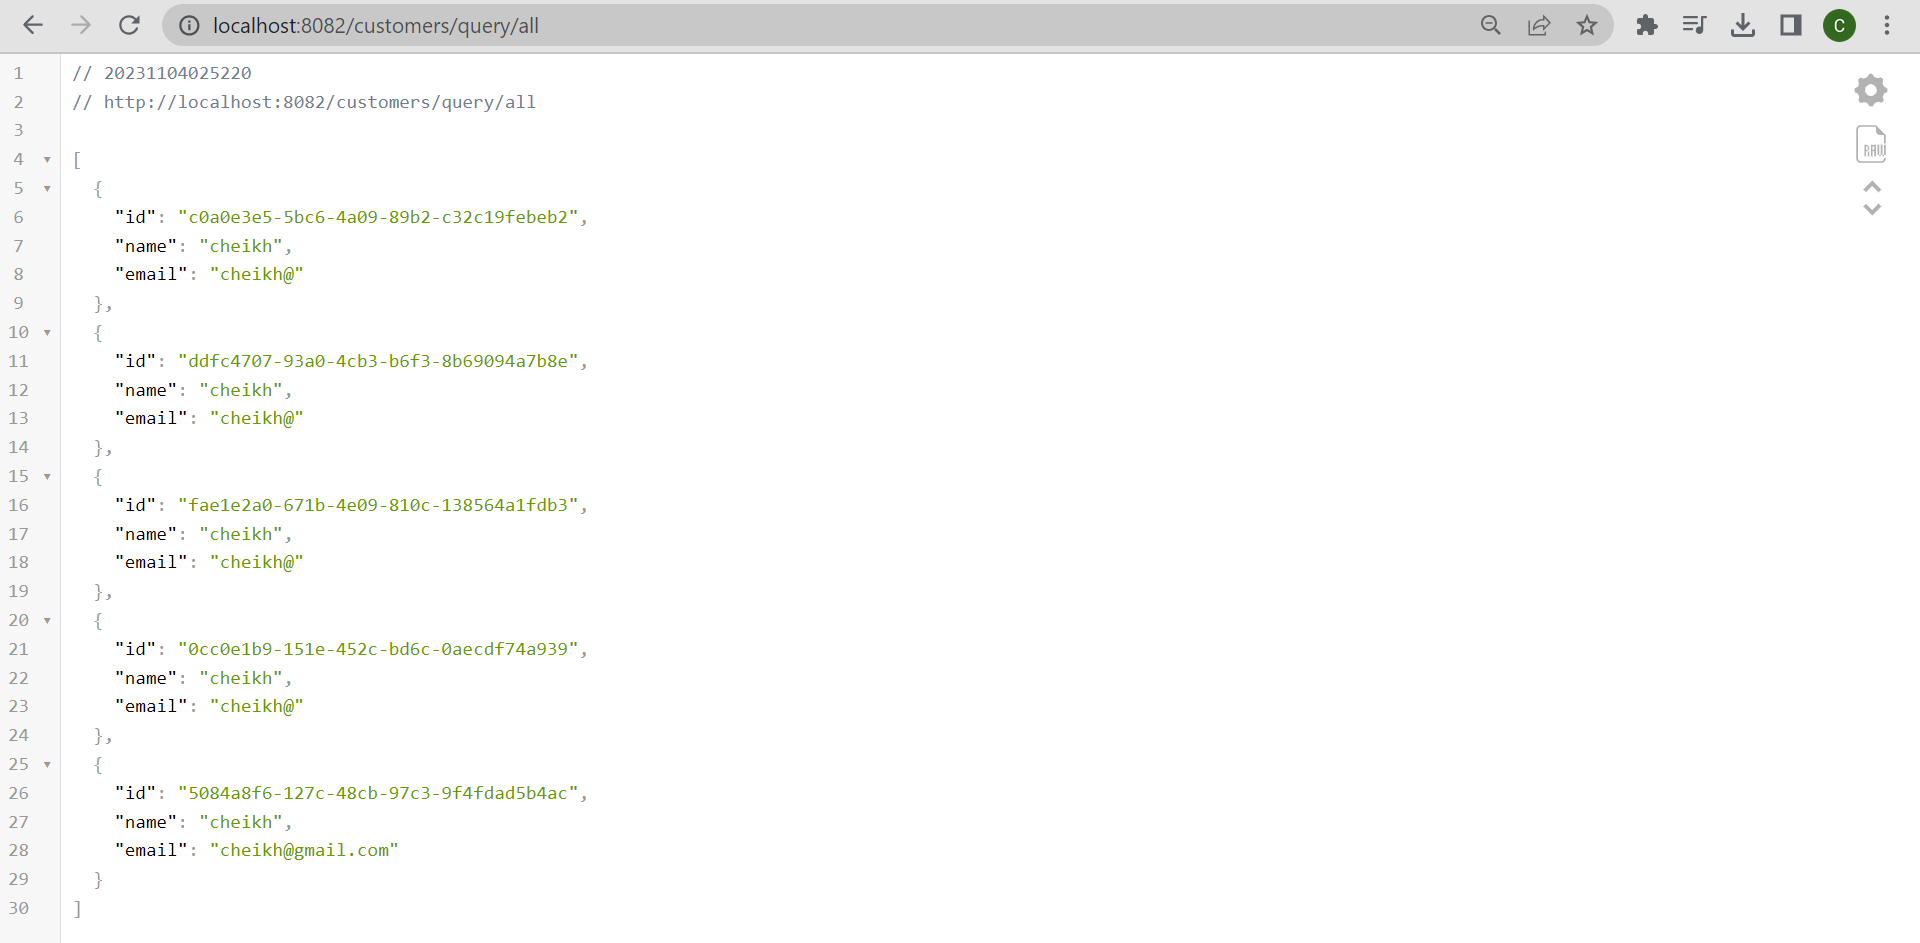 localhost:8082/customers/query/all
C
1 // 20231104025220
2 // http://localhost:8082/customers/query/all
3
4 [
5 {
6 "id": "c0a0e3e5-5bc6-4a09-89b2-c32c19febeb2",
7 "name": "cheikh",
8 "email": "cheikh@"
9 },
10 {
11 "id": "ddfc4707-93a0-4cb3-b6f3-8b69094a7b8e",
12 "name": "cheikh",
13 "email": "cheikh@"
14 },
15 {
16 "id": "fae1e2a0-671b-4e09-810c-138564a1fdb3",
17 "name": "cheikh",
18 "email": "cheikh@"
19 },
20 {
21 "id": "0cc0e1b9-151e-452c-bd6c-0aecdf74a939",
22 "name": "cheikh",
23 "email": "cheikh@"
24 },
25 {
26 "id": "5084a8f6-127c-48cb-97c3-9f4fdad5b4ac",
27 "name": "cheikh",
28 "email": "cheikh@gmail.com"
29 }
30 ]
RAW